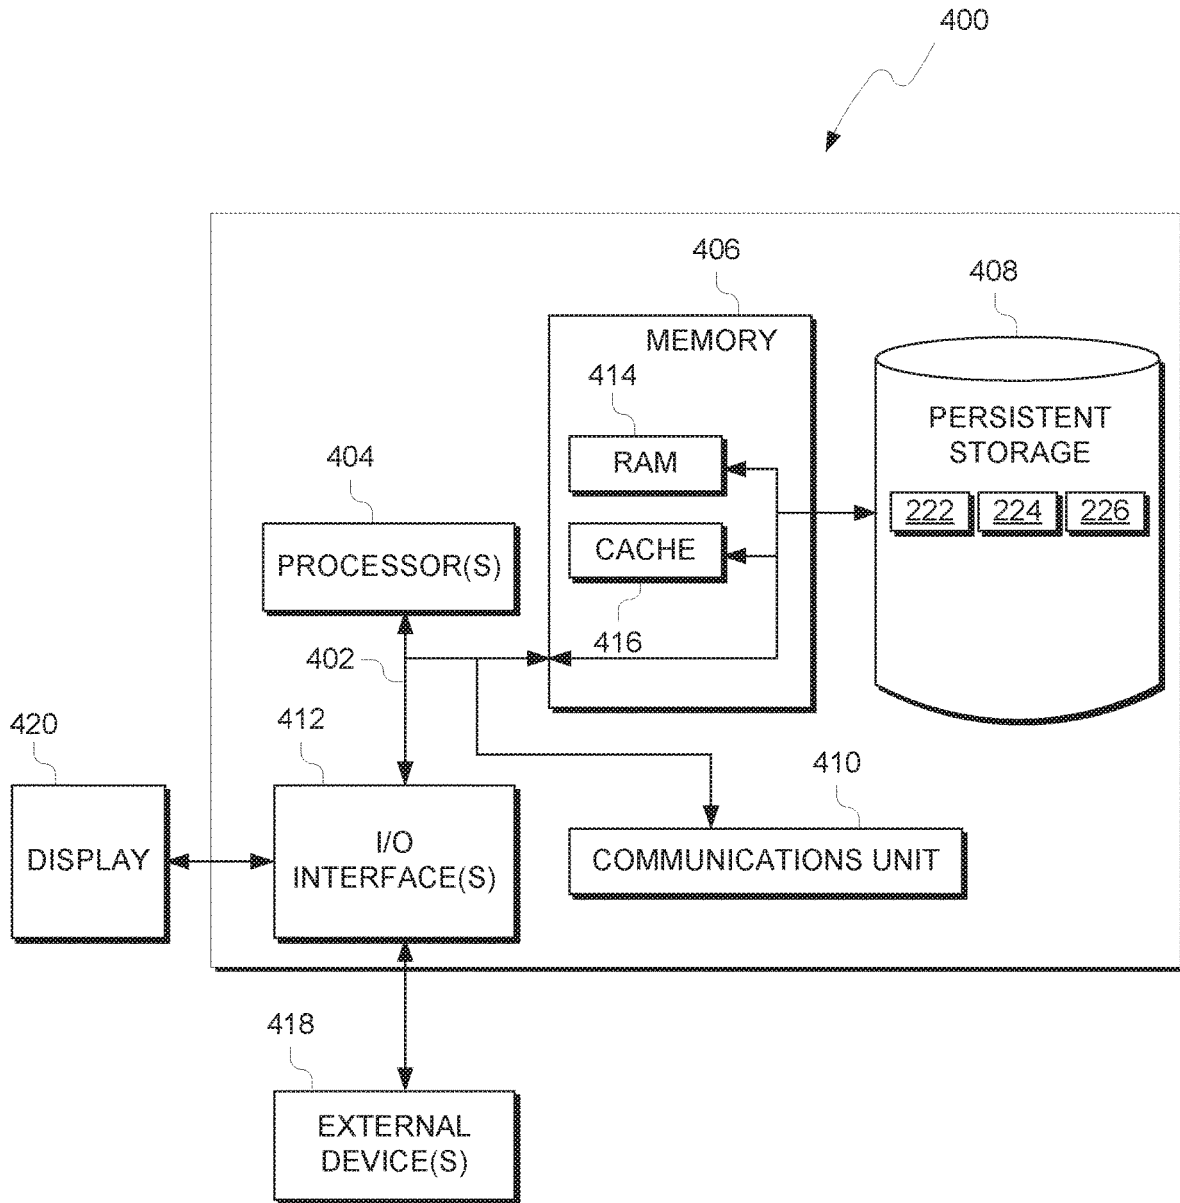 400
406
MEMORY
408
414
RAM
PERSISTENT
STORAGE
222 224 226
404
PROCESSOR(S)
CACHE
416
402
412
420
410
DISPLAY
I/O
INTERFACE(S)
COMMUNICATIONS UNIT
418
EXTERNAL
DEVICE(S)